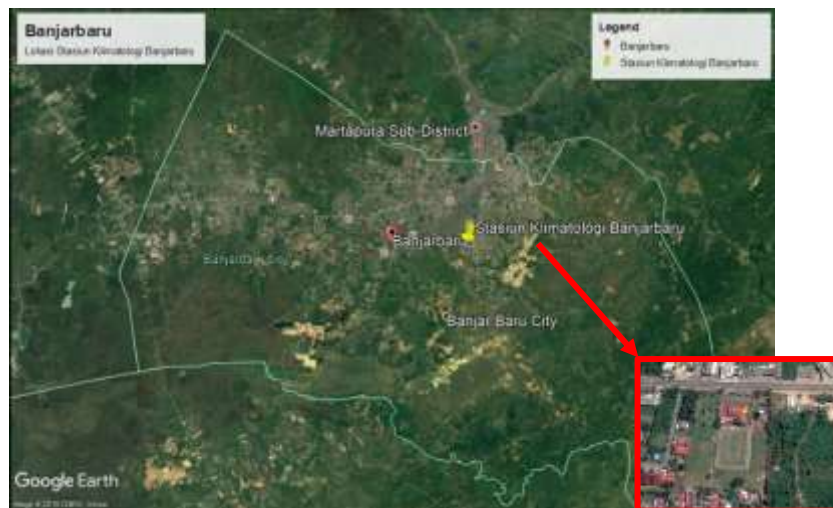 Banjarbaru
Lokasi Stasiun Klimatologi Banjarbaru
Legend
Banjarbaru
Stasiun Klimatologi Banjarbaru
Martapura Sub-District
Stasiun Klimatologi Banjarbaru
Banjarbaru
Banjar Baru City
Google Earth